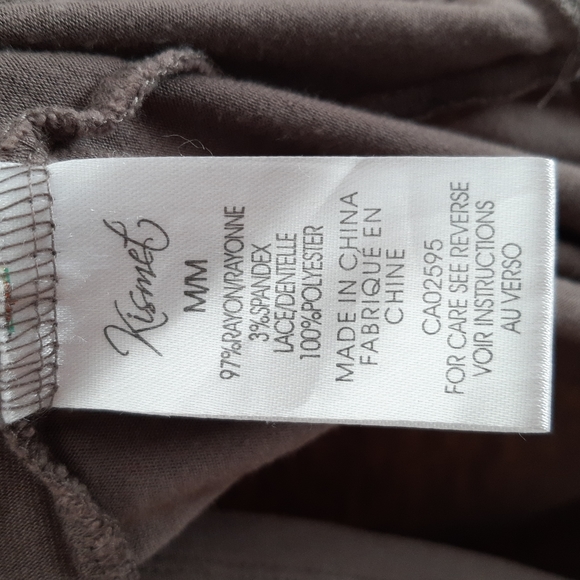 Kismet
M/M
97%RAYON/RAYONNE
3%SPANDEX
LACE/DENTELLE
100%POLYESTER
MADE IN CHINA
FABRIQUÉ EN
CHINE
CA02595
FOR CARE SEE REVERSE
VOIR INSTRUCTIONS
AU VERSO